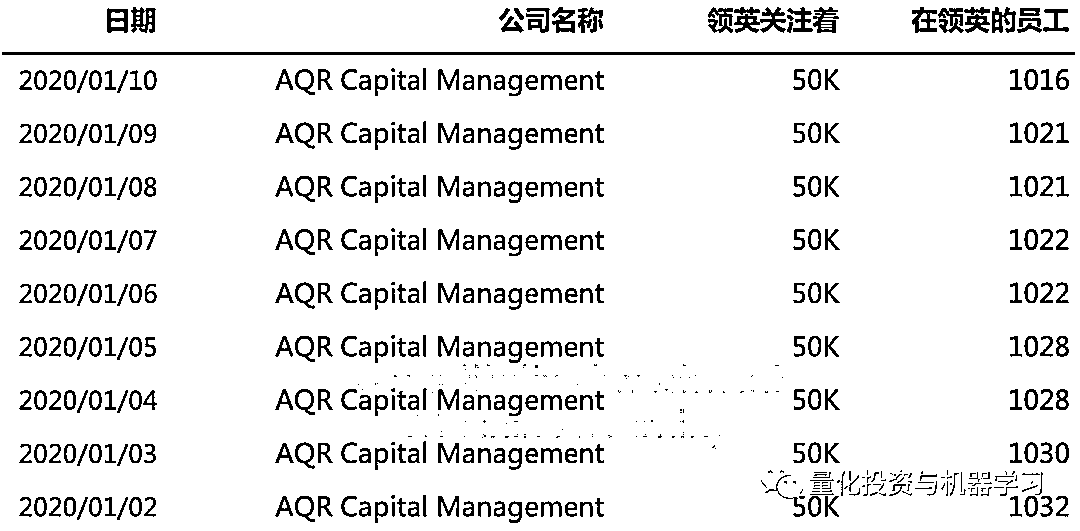 日期 公司名称 领英关注着 在领英的员工
2020/01/10 AQR Capital Management 50K 1016
2020/01/09 AQR Capital Management 50K 1021
2020/01/08 AQR Capital Management 50K 1021
2020/01/07 AQR Capital Management 50K 1022
2020/01/06 AQR Capital Management 50K 1022
2020/01/05 AQR Capital Management 50K 1028
2020/01/04 AQR Capital Management 50K 1028
2020/01/03 AQR Capital Management 50K 1030
量化投资与机器学习
2020/01/02 AQR Capital Management 50K 1032